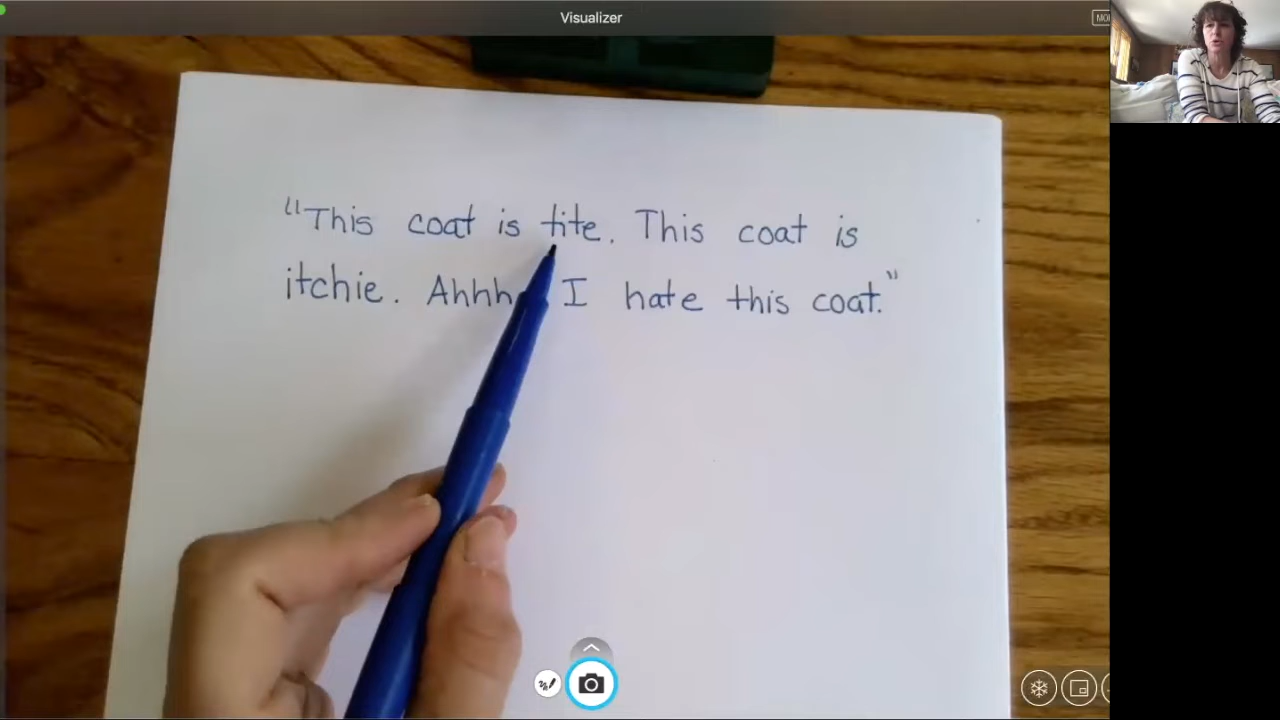 Visualizer
"This coat is tite. This coat is
itchie. Ahhh I hate this coat."